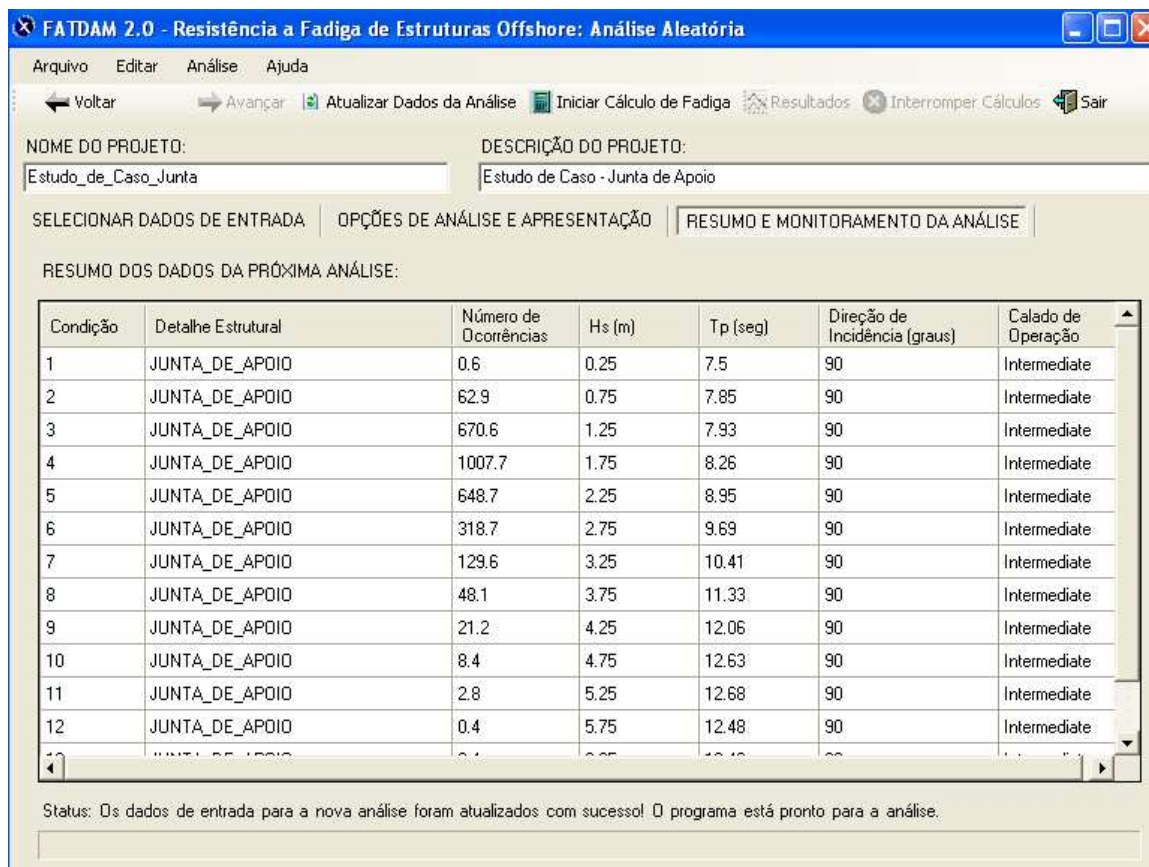 FATDAM 2.0 - Resistência a Fadiga de Estruturas Offshore: Análise Aleatória
Arquivo Editar Análise Ajuda
Voltar Avançar Atualizar Dados da Análise Iniciar Cálculo de Fadiga Resultados Interromper Cálculos Sair
NOME DO PROJETO: DESCRIÇÃO DO PROJETO:
Estudo_de_Caso_Junta Estudo de Caso - Junta de Apoio
SELECIONAR DADOS DE ENTRADA OPÇÕES DE ANÁLISE E APRESENTAÇÃO RESUMO E MONITORAMENTO DA ANÁLISE
RESUMO DOS DADOS DA PRÓXIMA ANÁLISE:
Condição Detalhe Estrutural Número de Ocorrências Hs (m) Tp (seg) Direção de Incidência (graus) Calado de Operação
1 JUNTA_DE_APOIO 0.6 0.25 7.5 90 Intermediate
2 JUNTA_DE_APOIO 62.9 0.75 7.85 90 Intermediate
3 JUNTA_DE_APOIO 670.6 1.25 7.93 90 Intermediate
4 JUNTA_DE_APOIO 1007.7 1.75 8.26 90 Intermediate
5 JUNTA_DE_APOIO 648.7 2.25 8.95 90 Intermediate
6 JUNTA_DE_APOIO 318.7 2.75 9.69 90 Intermediate
7 JUNTA_DE_APOIO 129.6 3.25 10.41 90 Intermediate
8 JUNTA_DE_APOIO 48.1 3.75 11.33 90 Intermediate
9 JUNTA_DE_APOIO 21.2 4.25 12.06 90 Intermediate
10 JUNTA_DE_APOIO 8.4 4.75 12.63 90 Intermediate
11 JUNTA_DE_APOIO 2.8 5.25 12.68 90 Intermediate
12 JUNTA_DE_APOIO 0.4 5.75 12.48 90 Intermediate
Status: Os dados de entrada para a nova análise foram atualizados com sucesso! O programa está pronto para a análise.